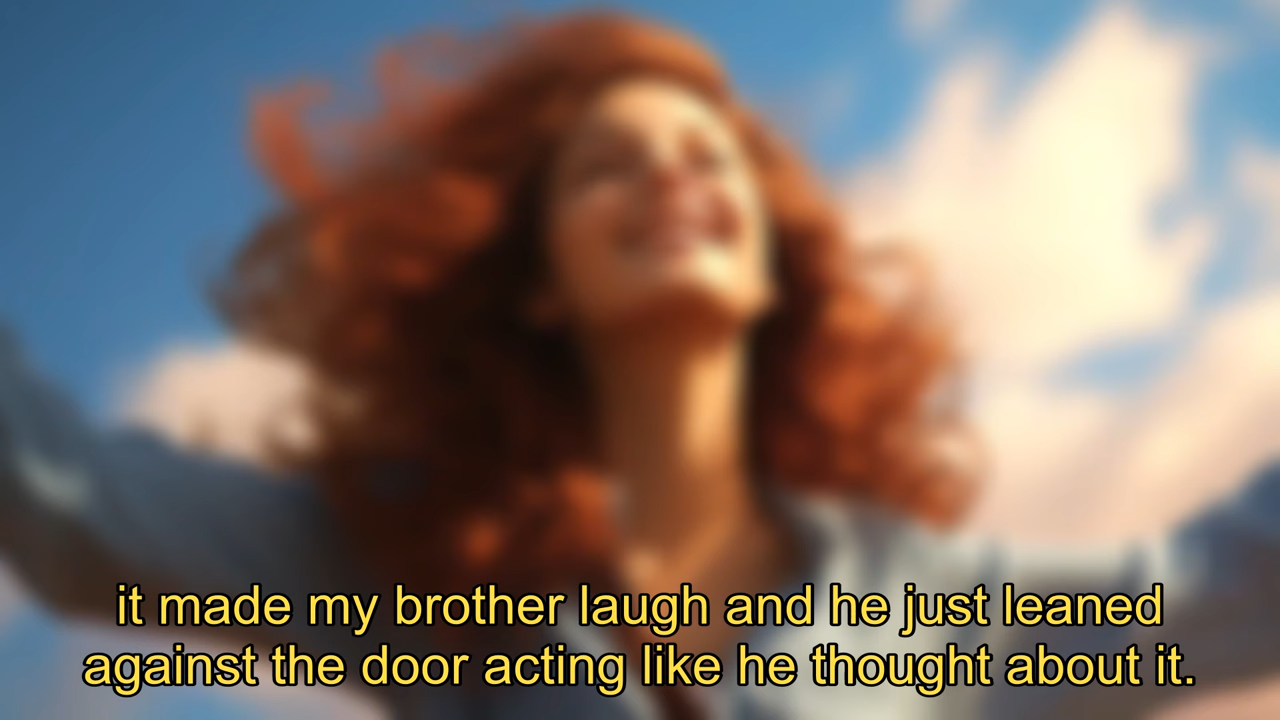 it made my brother laugh and he just leaned
against the door acting like he thought about it.